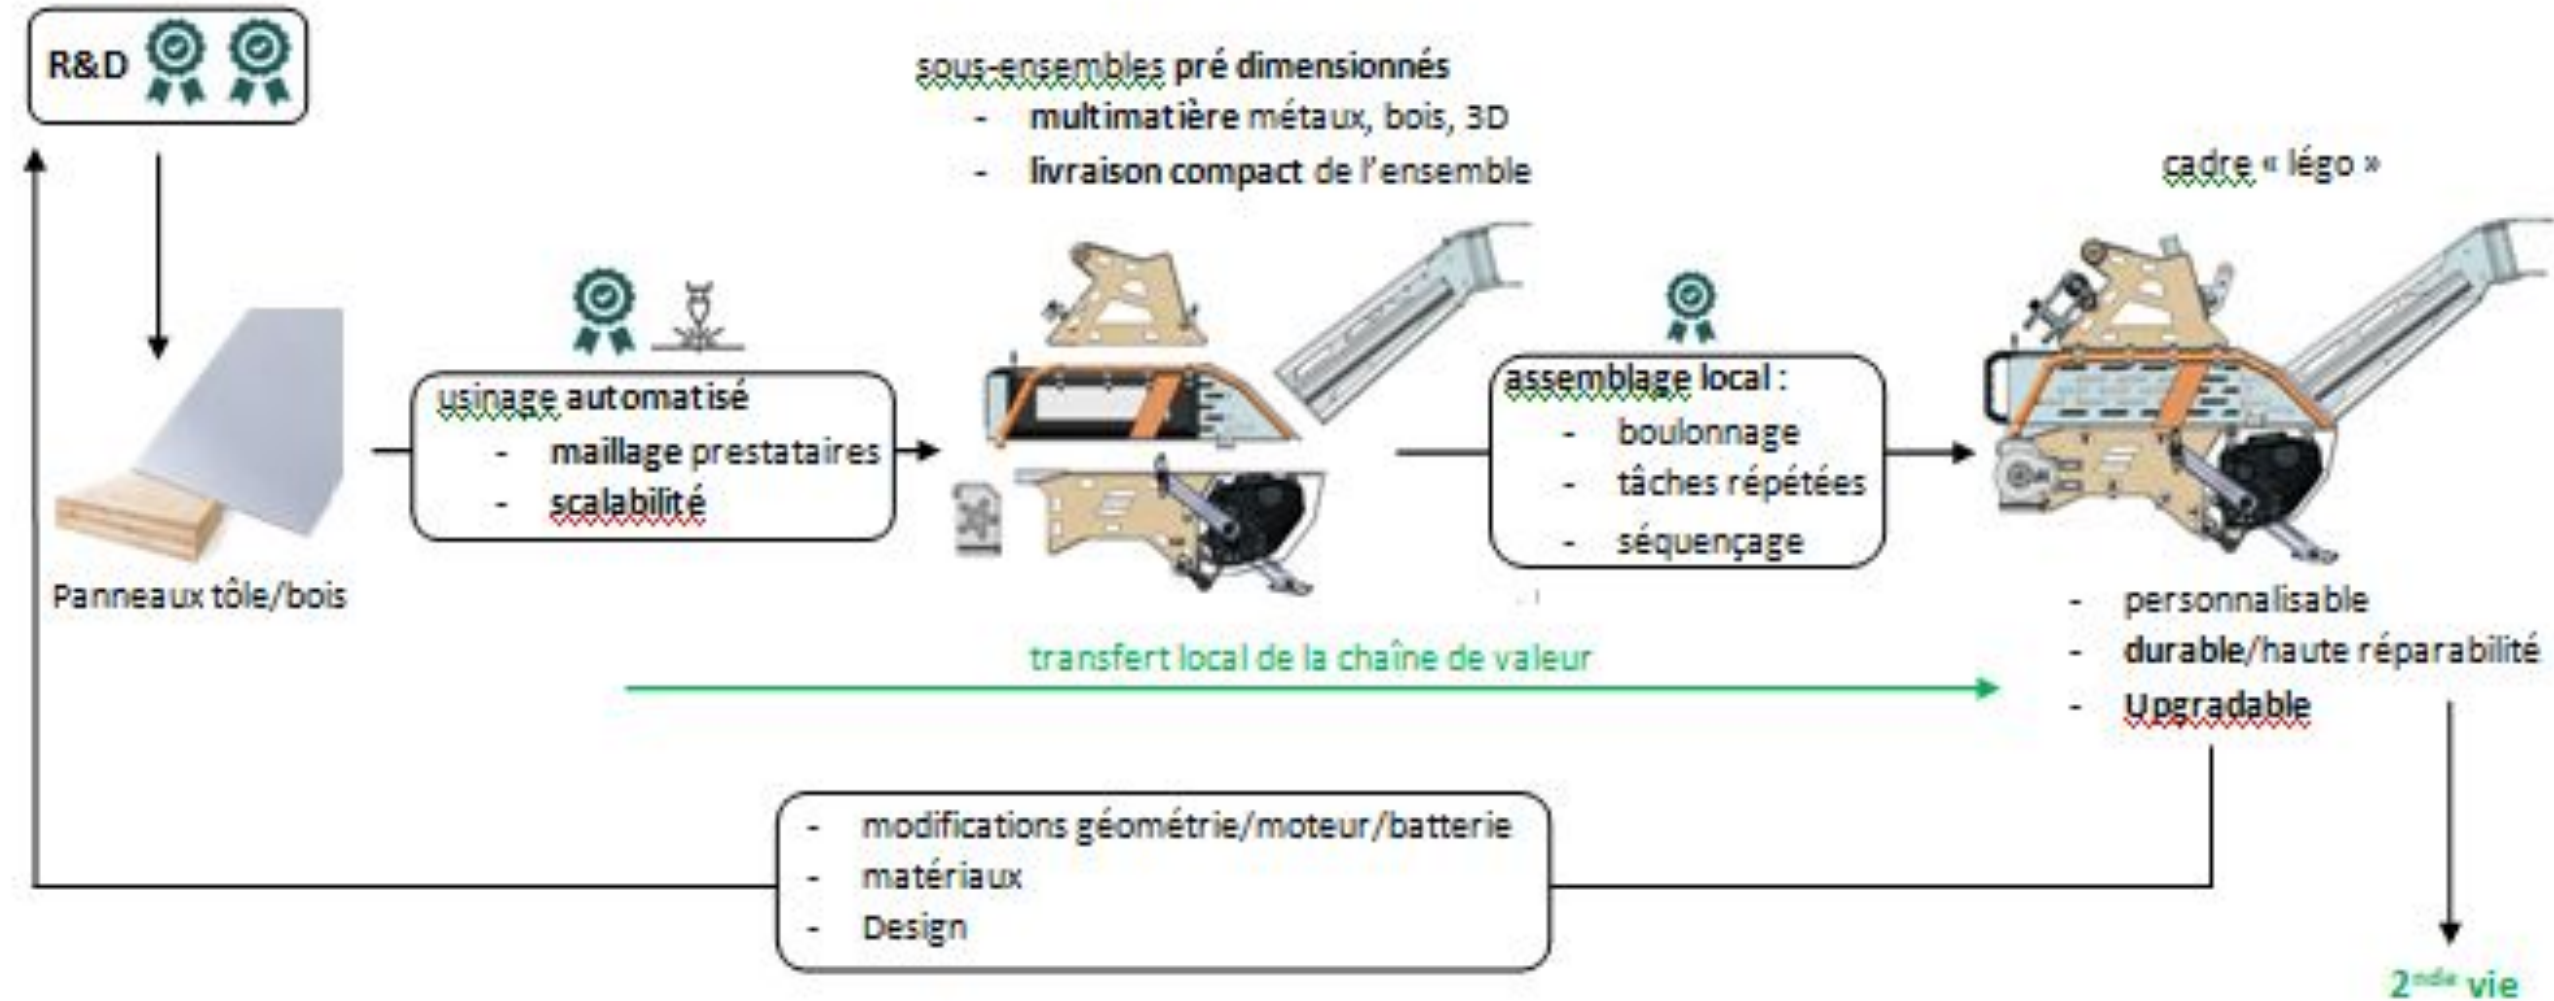 R&D
sous-ensembles pré dimensionnés
- multimatière métaux, bois, 3D
- livraison compact de l'ensemble
cadre « légo »
usinage automatisé
- maillage prestataires
- scalabilité
assemblage local :
- boulonnage
- tâches répétées
- séquençage
Panneaux tôle/bois
- personnalisable
- durable/haute réparabilité
- Upgradable
transfert local de la chaîne de valeur
- modifications géométrie/moteur/batterie
- matériaux
- Design
2ndie vie